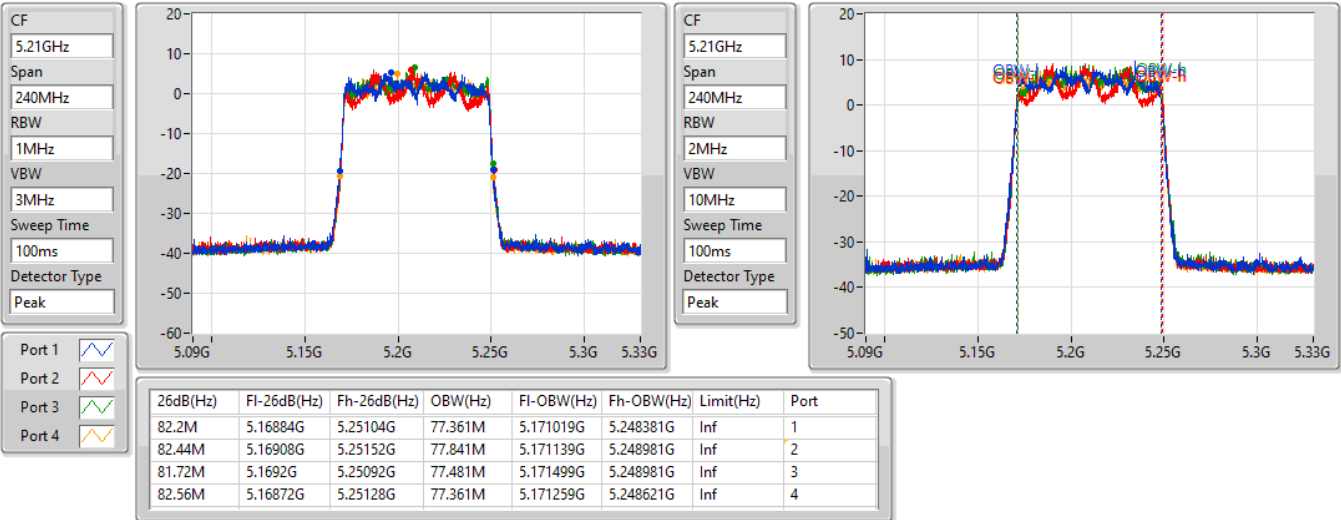 CF
5.21GHz
Span
240MHz
RBW
1MHz
VBW
3MHz
Sweep Time
100ms
Detector Type
Peak
20
10
0
-10
-20
-30
-40
-50
-60
5.09G 5.15G 5.2G 5.25G 5.3G 5.33G
CF
5.21GHz
Span
240MHz
RBW
2MHz
VBW
10MHz
Sweep Time
100ms
Detector Type
Peak
20
10
0
-10
-20
-30
-40
-50
5.09G 5.15G 5.2G 5.25G 5.3G 5.33G
OBW-l OBW-h
Port 1
Port 2
Port 3
Port 4
26dB(Hz) Fl-26dB(Hz) Fh-26dB(Hz) OBW(Hz) Fl-OBW(Hz) Fh-OBW(Hz) Limit(Hz) Port
82.2M 5.16884G 5.25104G 77.361M 5.171019G 5.248381G Inf 1
82.44M 5.16908G 5.25152G 77.841M 5.171139G 5.248981G Inf 2
81.72M 5.1692G 5.25092G 77.481M 5.171499G 5.248981G Inf 3
82.56M 5.16872G 5.25128G 77.361M 5.171259G 5.248621G Inf 4